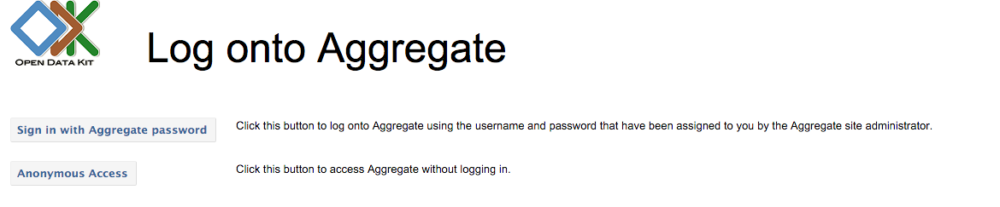 OPEN DATA KIT
Log onto Aggregate
Sign in with Aggregate password
Click this button to log onto Aggregate using the username and password that have been assigned to you by the Aggregate site administrator.
Anonymous Access
Click this button to access Aggregate without logging in.